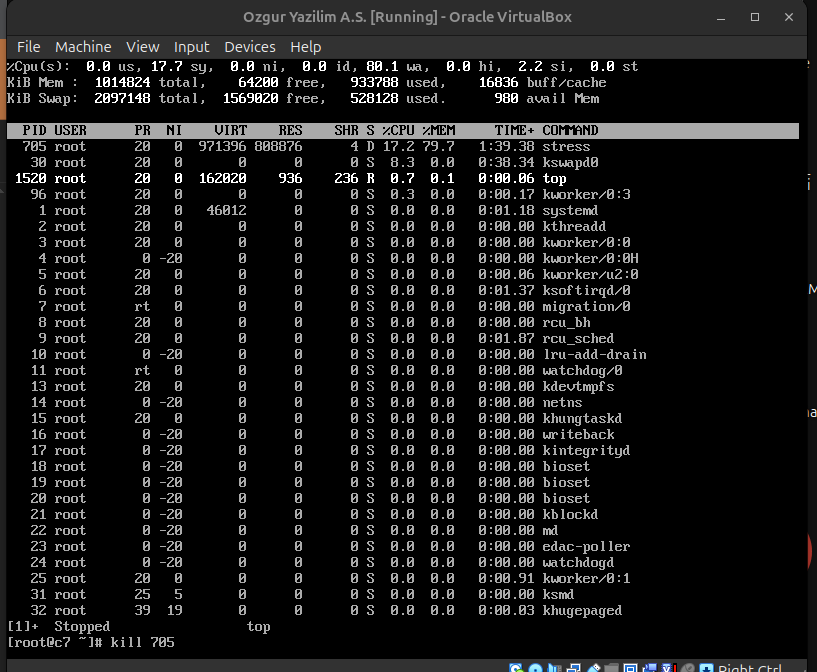 Ozgur Yazilim A.S. [Running] - Oracle VirtualBox
File Machine View Input Devices Help
%Cpu(s):  0.0 us, 17.7 sy,  0.0 ni,  0.0 id, 80.1 wa,  0.0 hi,  2.2 si,  0.0 st
KiB Mem :  1014824 total,    64200 free,   933788 used,    16836 buff/cache
KiB Swap:  2097148 total,  1569020 free,   528128 used.      980 avail Mem
PID USER      PR  NI    VIRT    RES    SHR S %CPU %MEM     TIME+ COMMAND
705 root      20   0  971396 808876      4 D 17.2 79.7   1:39.38 stress
30 root      20   0       0      0      0 S  8.3  0.0   0:38.34 kswapd0
1520 root      20   0  162020    936    236 R  0.7  0.1   0:00.06 top
96 root      20   0       0      0      0 S  0.3  0.0   0:00.17 kworker/0:3
1 root      20   0   46012      0      0 S  0.0  0.0   0:01.18 systemd
2 root      20   0       0      0      0 S  0.0  0.0   0:00.00 kthreadd
3 root      20   0       0      0      0 S  0.0  0.0   0:00.00 kworker/0:0
4 root       0 -20       0      0      0 S  0.0  0.0   0:00.00 kworker/0:0H
5 root      20   0       0      0      0 S  0.0  0.0   0:00.06 kworker/u2:0
6 root      20   0       0      0      0 S  0.0  0.0   0:01.37 ksoftirqd/0
7 root      rt   0       0      0      0 S  0.0  0.0   0:00.00 migration/0
8 root      20   0       0      0      0 S  0.0  0.0   0:00.00 rcu_bh
9 root      20   0       0      0      0 S  0.0  0.0   0:01.87 rcu_sched
10 root       0 -20       0      0      0 S  0.0  0.0   0:00.00 lru-add-drain
11 root      rt   0       0      0      0 S  0.0  0.0   0:00.00 watchdog/0
13 root      20   0       0      0      0 S  0.0  0.0   0:00.00 kdevtmpfs
14 root       0 -20       0      0      0 S  0.0  0.0   0:00.00 netns
15 root      20   0       0      0      0 S  0.0  0.0   0:00.00 khungtaskd
16 root       0 -20       0      0      0 S  0.0  0.0   0:00.00 writeback
17 root       0 -20       0      0      0 S  0.0  0.0   0:00.00 kintegrityd
18 root       0 -20       0      0      0 S  0.0  0.0   0:00.00 bioset
19 root       0 -20       0      0      0 S  0.0  0.0   0:00.00 bioset
20 root       0 -20       0      0      0 S  0.0  0.0   0:00.00 bioset
21 root       0 -20       0      0      0 S  0.0  0.0   0:00.00 kblockd
22 root       0 -20       0      0      0 S  0.0  0.0   0:00.00 md
23 root       0 -20       0      0      0 S  0.0  0.0   0:00.00 edac-poller
24 root       0 -20       0      0      0 S  0.0  0.0   0:00.00 watchdogd
25 root      20   0       0      0      0 S  0.0  0.0   0:00.91 kworker/0:1
31 root      25   5       0      0      0 S  0.0  0.0   0:00.00 ksmd
32 root      39  19       0      0      0 S  0.0  0.0   0:00.03 khugepaged
[1]+  Stopped                 top
[root@c7 ~]# kill 705
Right Ctrl